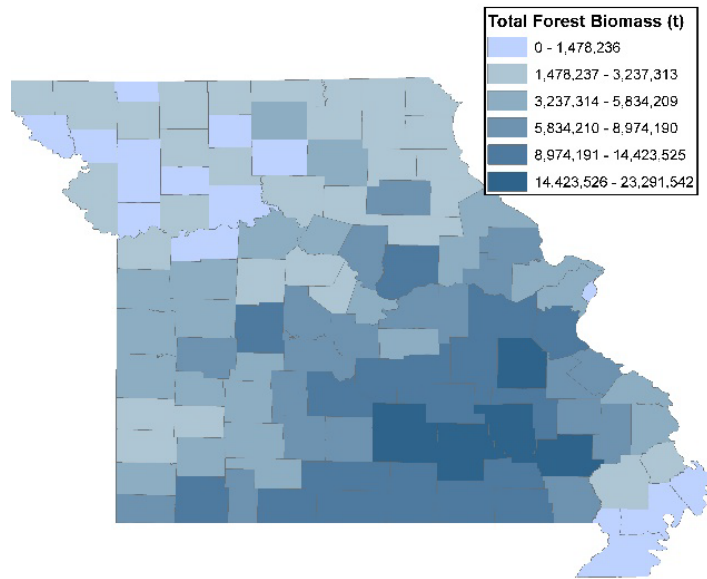 Total Forest Biomass (t)
0 - 1,478,236
1,478,237 - 3,237,313
3,237,314 - 5,834,209
5,834,210 - 8,974,190
8,974,191 - 14,423,525
14,423,526 - 23,291,542